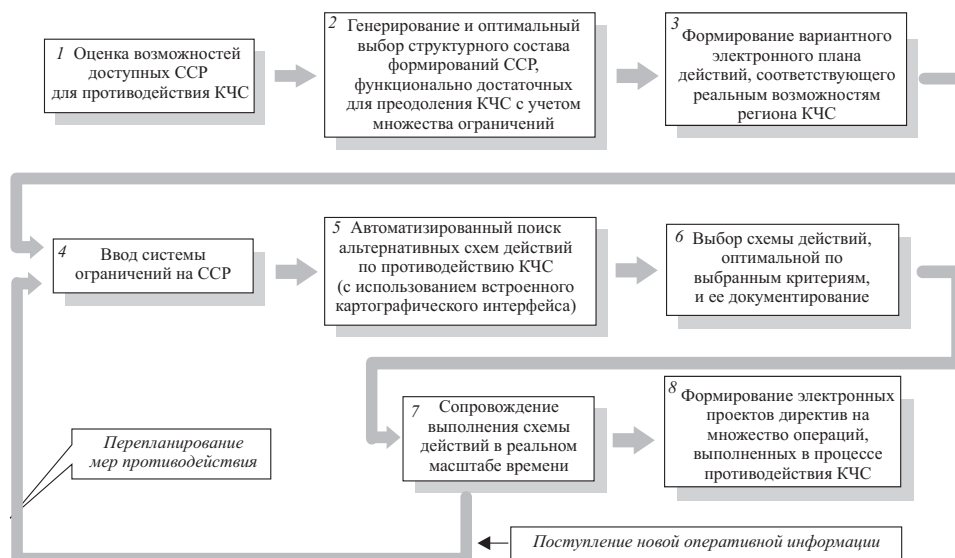 1 Оценка возможностей
доступных ССР
для противодействия КЧС
2 Генерирование и оптимальный
выбор структурного состава
формирований ССР,
функционально достаточных
для преодоления КЧС с учетом
множества ограничений
3 Формирование вариантного
электронного плана
действий, соответствующего
реальным возможностям
региона КЧС
4 Ввод системы
ограничений на ССР
5 Автоматизированный поиск
альтернативных схем действий
по противодействию КЧС
(с использованием встроенного
картографического интерфейса)
6 Выбор схемы действий,
оптимальной по
выбранным критериям,
и ее документирование
7 Сопровождение
выполнения схемы
действий в реальном
масштабе времени
8 Формирование электронных
проектов директив на
множество операций,
выполненных в процессе
противодействия КЧС
Перепланирование
мер противодействия
Поступление новой оперативной информации